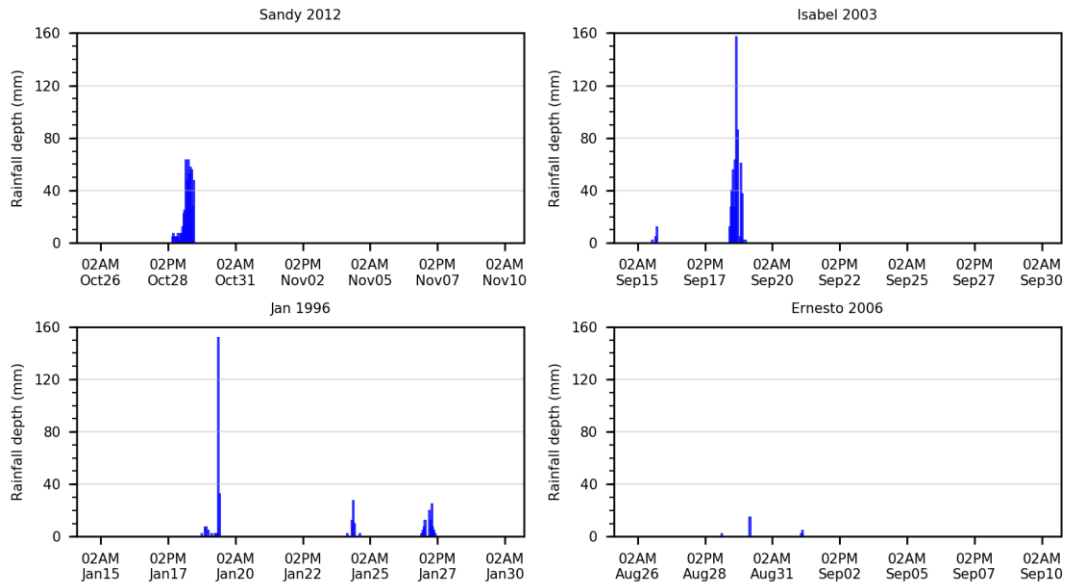 Sandy 2012
Rainfall depth (mm)
160
120
80
40
0
02AM 02PM 02AM 02PM 02AM 02PM 02AM
Oct26 Oct28 Oct31 Nov02 Nov05 Nov07 Nov10
Isabel 2003
Rainfall depth (mm)
160
120
80
40
0
02AM 02PM 02AM 02PM 02AM 02PM 02AM
Sep15 Sep17 Sep20 Sep22 Sep25 Sep27 Sep30
Jan 1996
Rainfall depth (mm)
160
120
80
40
0
02AM 02PM 02AM 02PM 02AM 02PM 02AM
Jan15 Jan17 Jan20 Jan22 Jan25 Jan27 Jan30
Ernesto 2006
Rainfall depth (mm)
160
120
80
40
0
02AM 02PM 02AM 02PM 02AM 02PM 02AM
Aug26 Aug28 Aug31 Sep02 Sep05 Sep07 Sep10